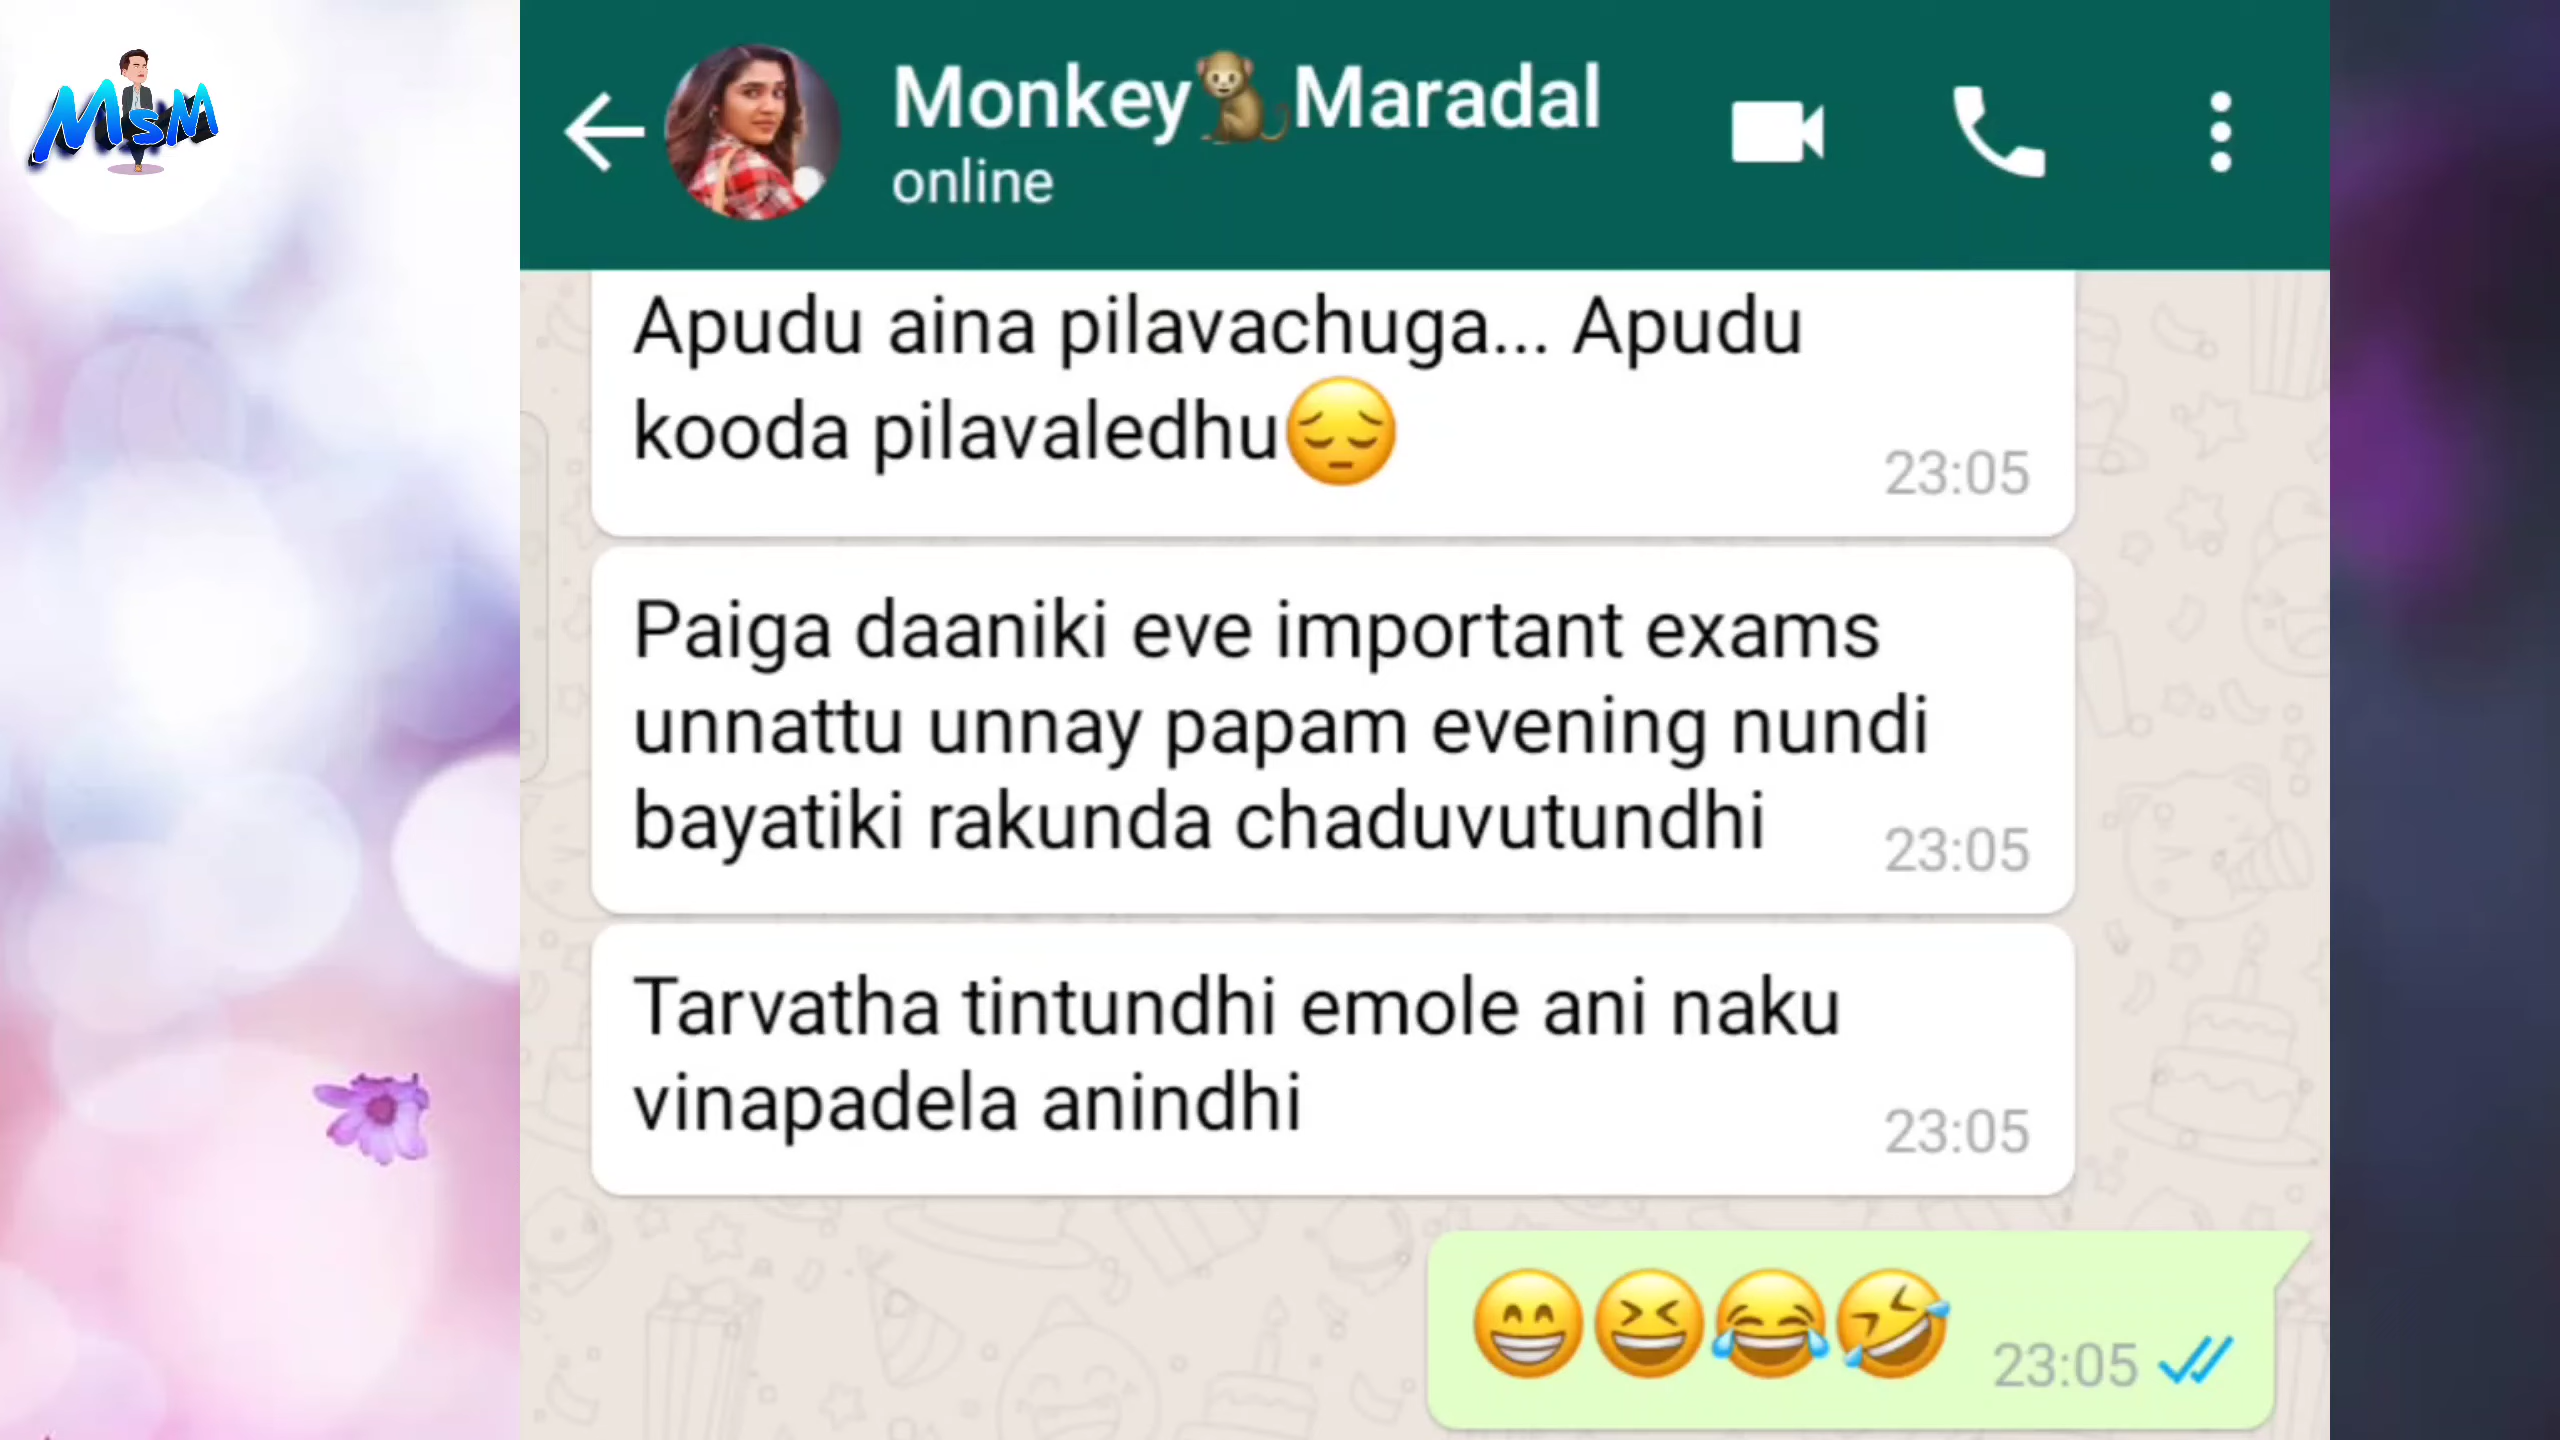 MSM
Monkey🐒Maradal
online
Apudu aina pilavachuga... Apudu
kooda pilavaledhu😔
23:05
Paiga daaniki eve important exams
unnattu unnay papam evening nundi
bayatiki rakunda chaduvutundhi
23:05
Tarvatha tintundhi emole ani naku
vinapadela anindhi
23:05
😁😆😂🤣 23:05